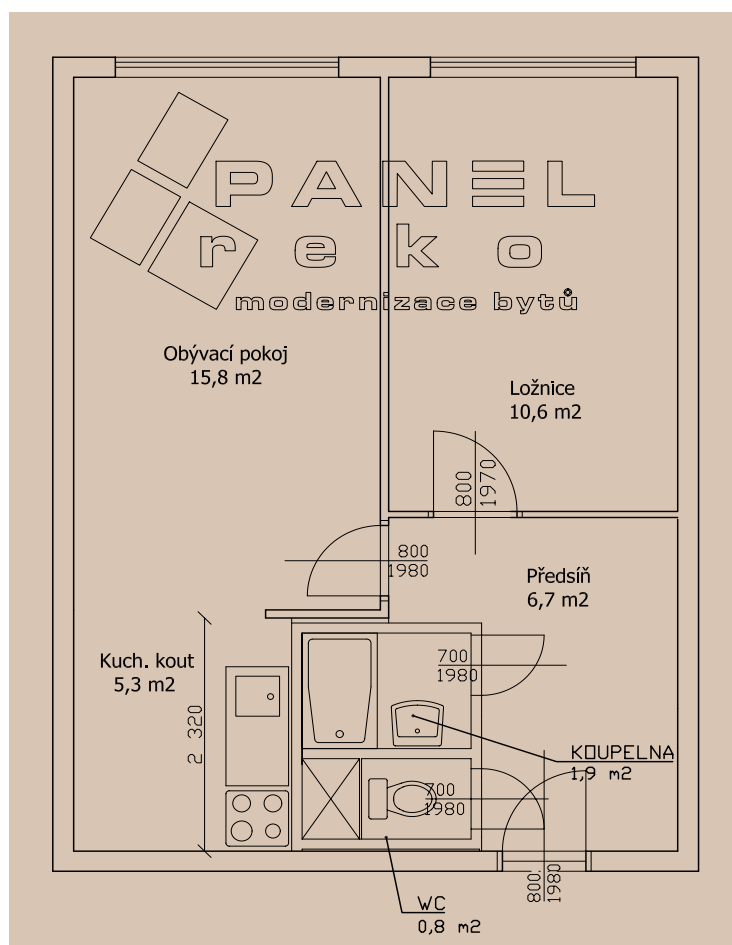 PANEL
reko
modernizace bytů
Obývací pokoj
15,8 m2
Ložnice
10,6 m2
800
1970
800
1980
Předsíň
6,7 m2
Kuch. kout
5,3 m2
700
1980
2 320
KOUPELNA
1,9 m2
700
1980
800
1980
WC
0,8 m2